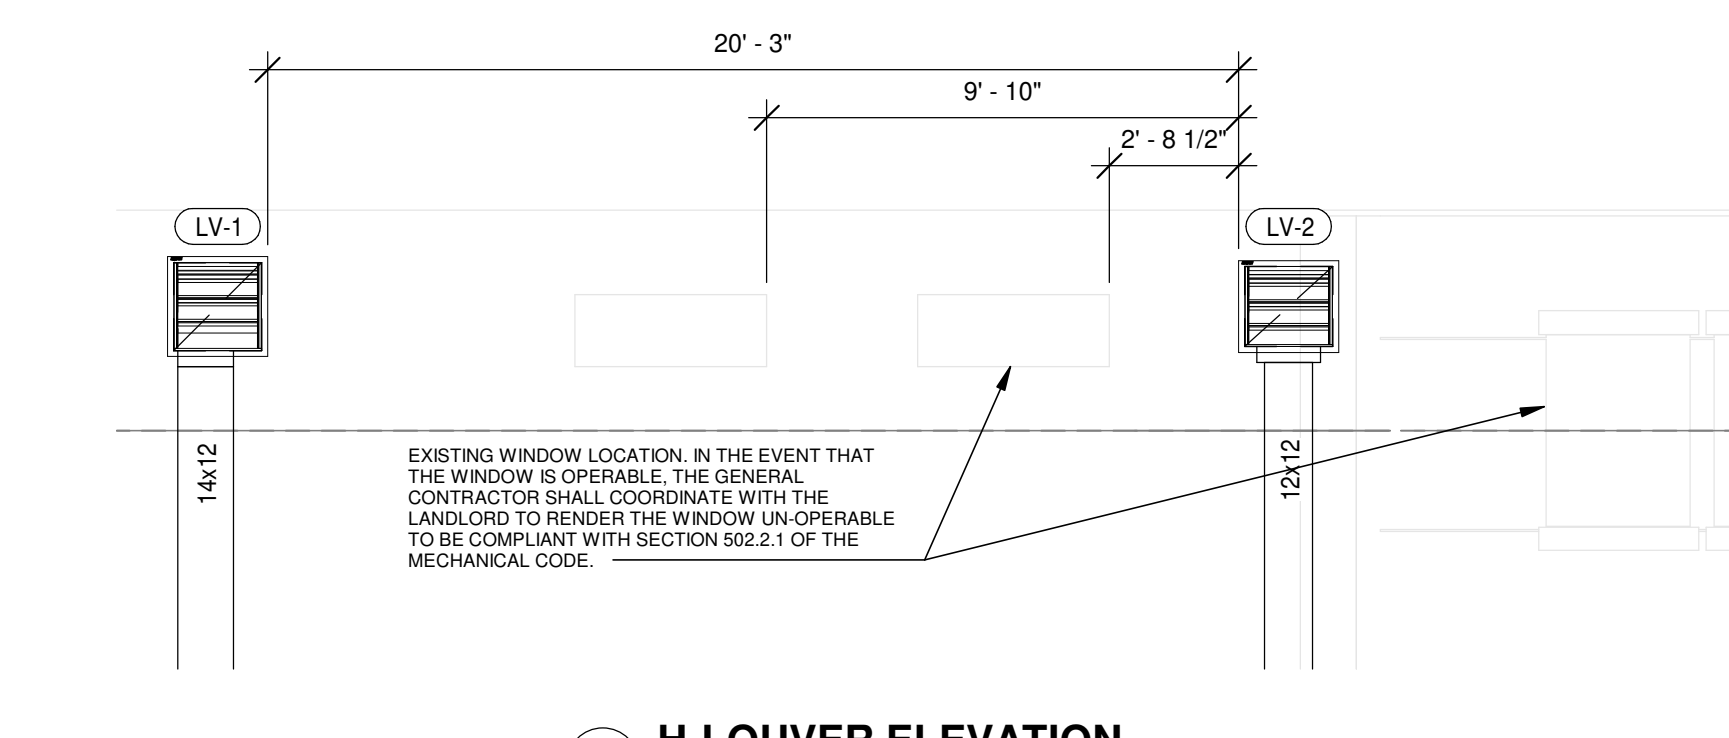 20' - 3"
9' - 10"
2' - 8 1/2"
LV-1
LV-2
14x12
12x12
EXISTING WINDOW LOCATION. IN THE EVENT THAT
THE WINDOW IS OPERABLE, THE GENERAL
CONTRACTOR SHALL COORDINATE WITH THE
LANDLORD TO RENDER THE WINDOW UN-OPERABLE
TO BE COMPLIANT WITH SECTION 502.2.1 OF THE
MECHANICAL CODE.
H-LOUVER ELEVATION